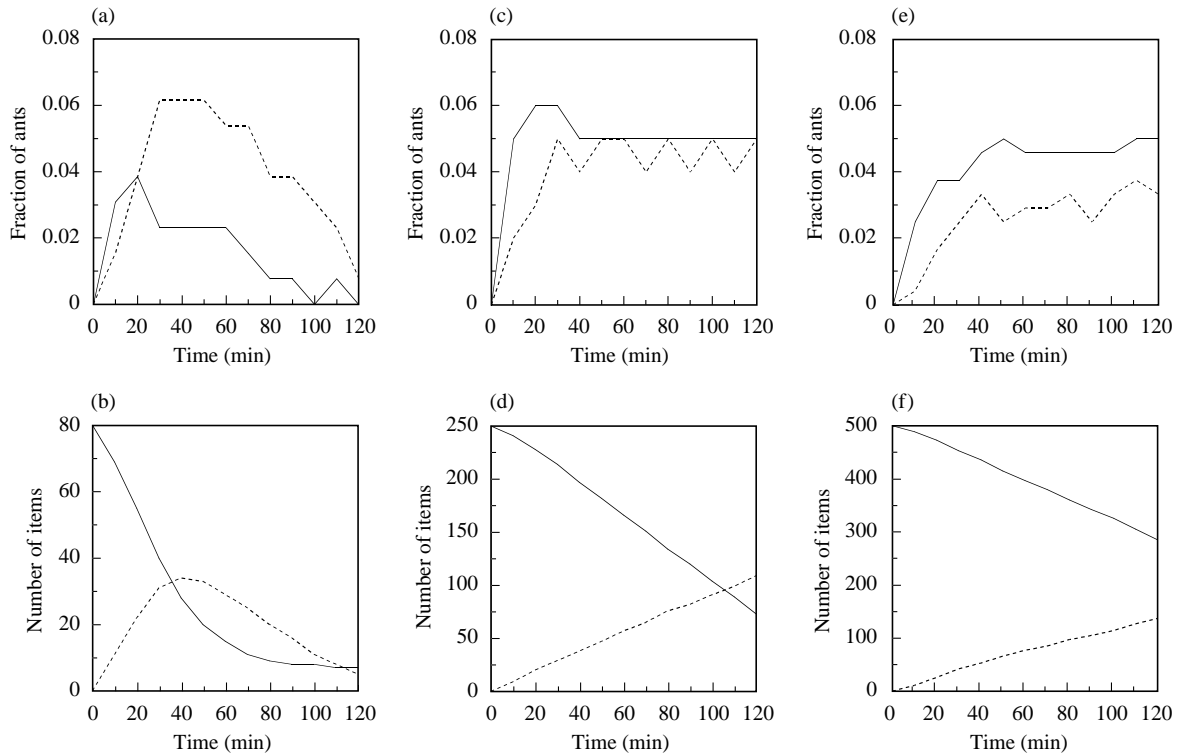 (a)
0.08
0.06
0.04
0.02
0
Fraction of ants
0 20 40 60 80 100 120
Time (min)
(c)
0.08
0.06
0.04
0.02
0
Fraction of ants
0 20 40 60 80 100 120
Time (min)
(e)
0.08
0.06
0.04
0.02
0
Fraction of ants
0 20 40 60 80 100 120
Time (min)
(b)
80
60
40
20
0
Number of items
0 20 40 60 80 100 120
Time (min)
(d)
250
200
150
100
50
0
Number of items
0 20 40 60 80 100 120
Time (min)
(f)
500
400
300
200
100
0
Number of items
0 20 40 60 80 100 120
Time (min)